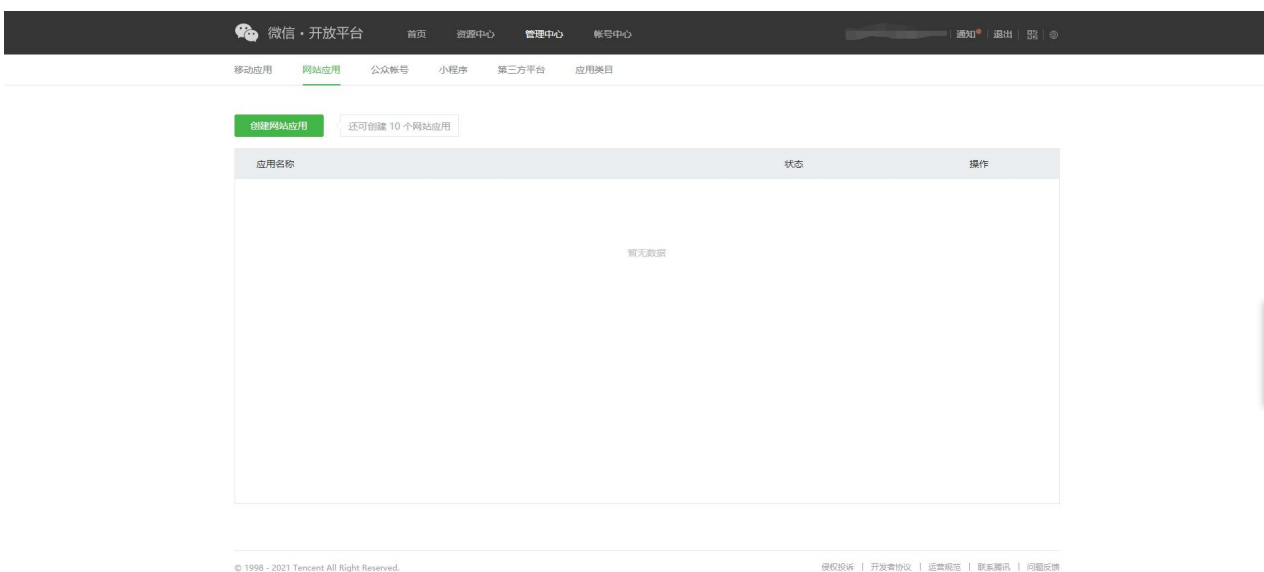 微信·开放平台 首页 资源中心 管理中心 帐号中心 通知 | 退出
移动应用 网站应用 公众帐号 小程序 第三方平台 应用类目
创建网站应用 还可创建 10 个网站应用
应用名称 状态 操作
暂无数据
© 1998 - 2021 Tencent All Right Reserved. 侵权投诉 | 开发者协议 | 运营规范 | 联系腾讯 | 问题反馈